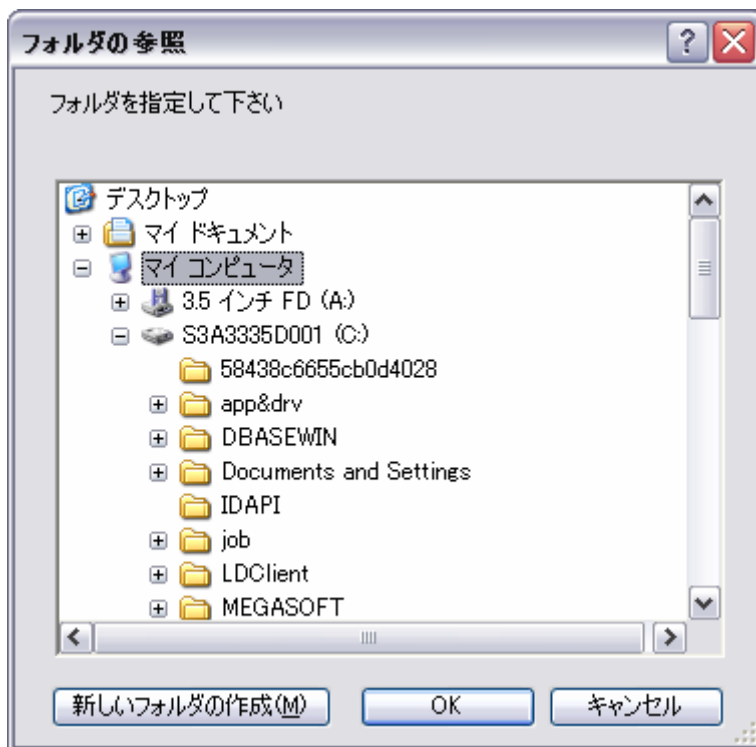 フォルダの参照
フォルダを指定して下さい
デスクトップ
マイ ドキュメント
マイ コンピュータ
3.5 インチ FD (A:)
S3A3335D001 (C:)
58438c6655cb0d4028
app&drv
DBASEWIN
Documents and Settings
IDAPI
job
LDClient
MEGASOFT
新しいフォルダの作成(M)
OK
キャンセル